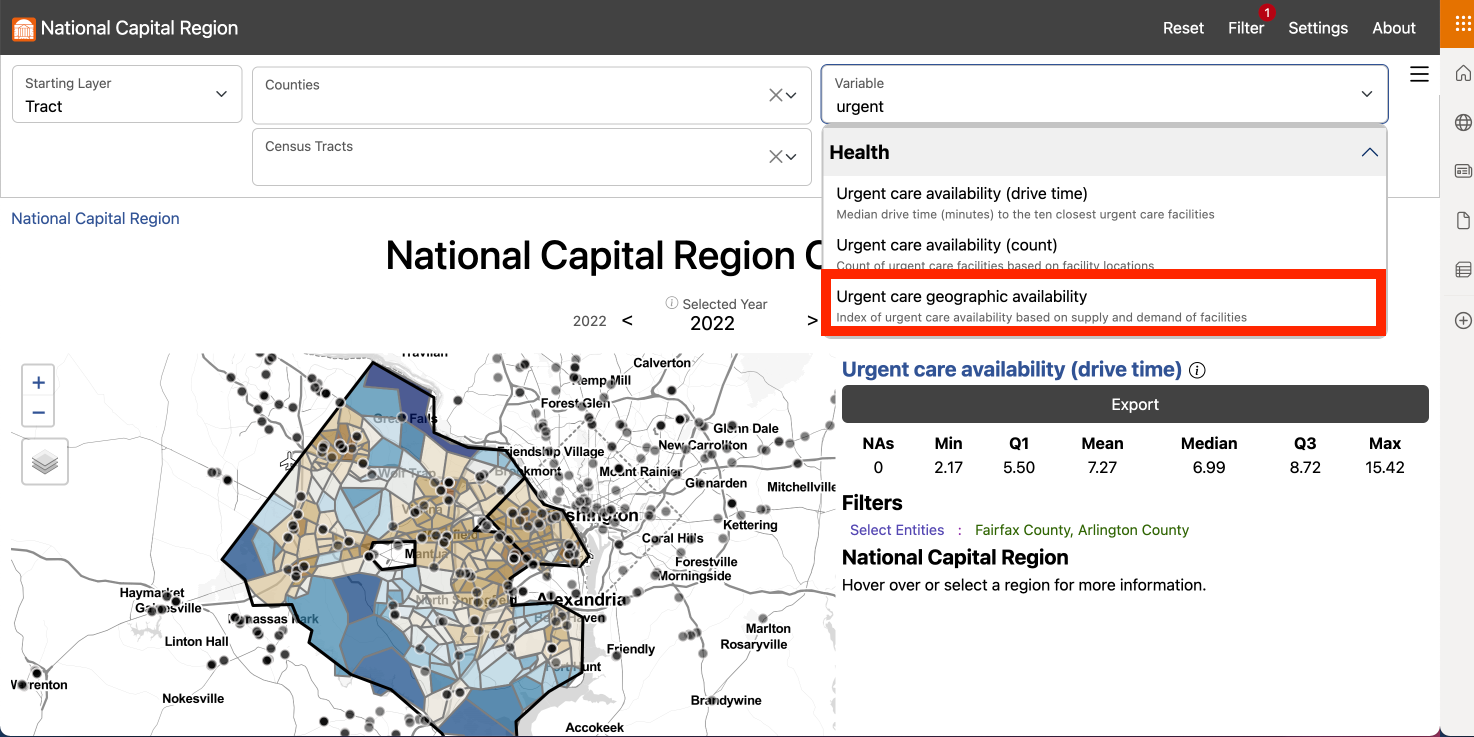 National Capital Region
Reset
Filter
1
Settings
About
Starting Layer
Tract
Counties
Census Tracts
Variable
urgent
Health
Urgent care availability (drive time)
Median drive time (minutes) to the ten closest urgent care facilities
Urgent care availability (count)
Count of urgent care facilities based on facility locations
Urgent care geographic availability
Index of urgent care availability based on supply and demand of facilities
National Capital Region
National Capital Region C
Selected Year
2022 < 2022 >
+
−
Calverton
Kemp Mill
Forest Glen
Great Falls
Glenn Dale
New Carrollton
Friendship Village
Wolf Trap
Mount Rainier
Glenarden
Mitchellville
Kettering
Coral Hills
Mantua
Forestville
Morningside
Haymarket
Gainesville
North Springfield
Alexandria
Manassas Park
Linton Hall
Marlton
Rosaryville
Friendly
Fort Hunt
Warrenton
Nokesville
Brandywine
Accokeek
Urgent care availability (drive time)
Export
NAs Min Q1 Mean Median Q3 Max
0 2.17 5.50 7.27 6.99 8.72 15.42
Filters
Select Entities : Fairfax County, Arlington County
National Capital Region
Hover over or select a region for more information.